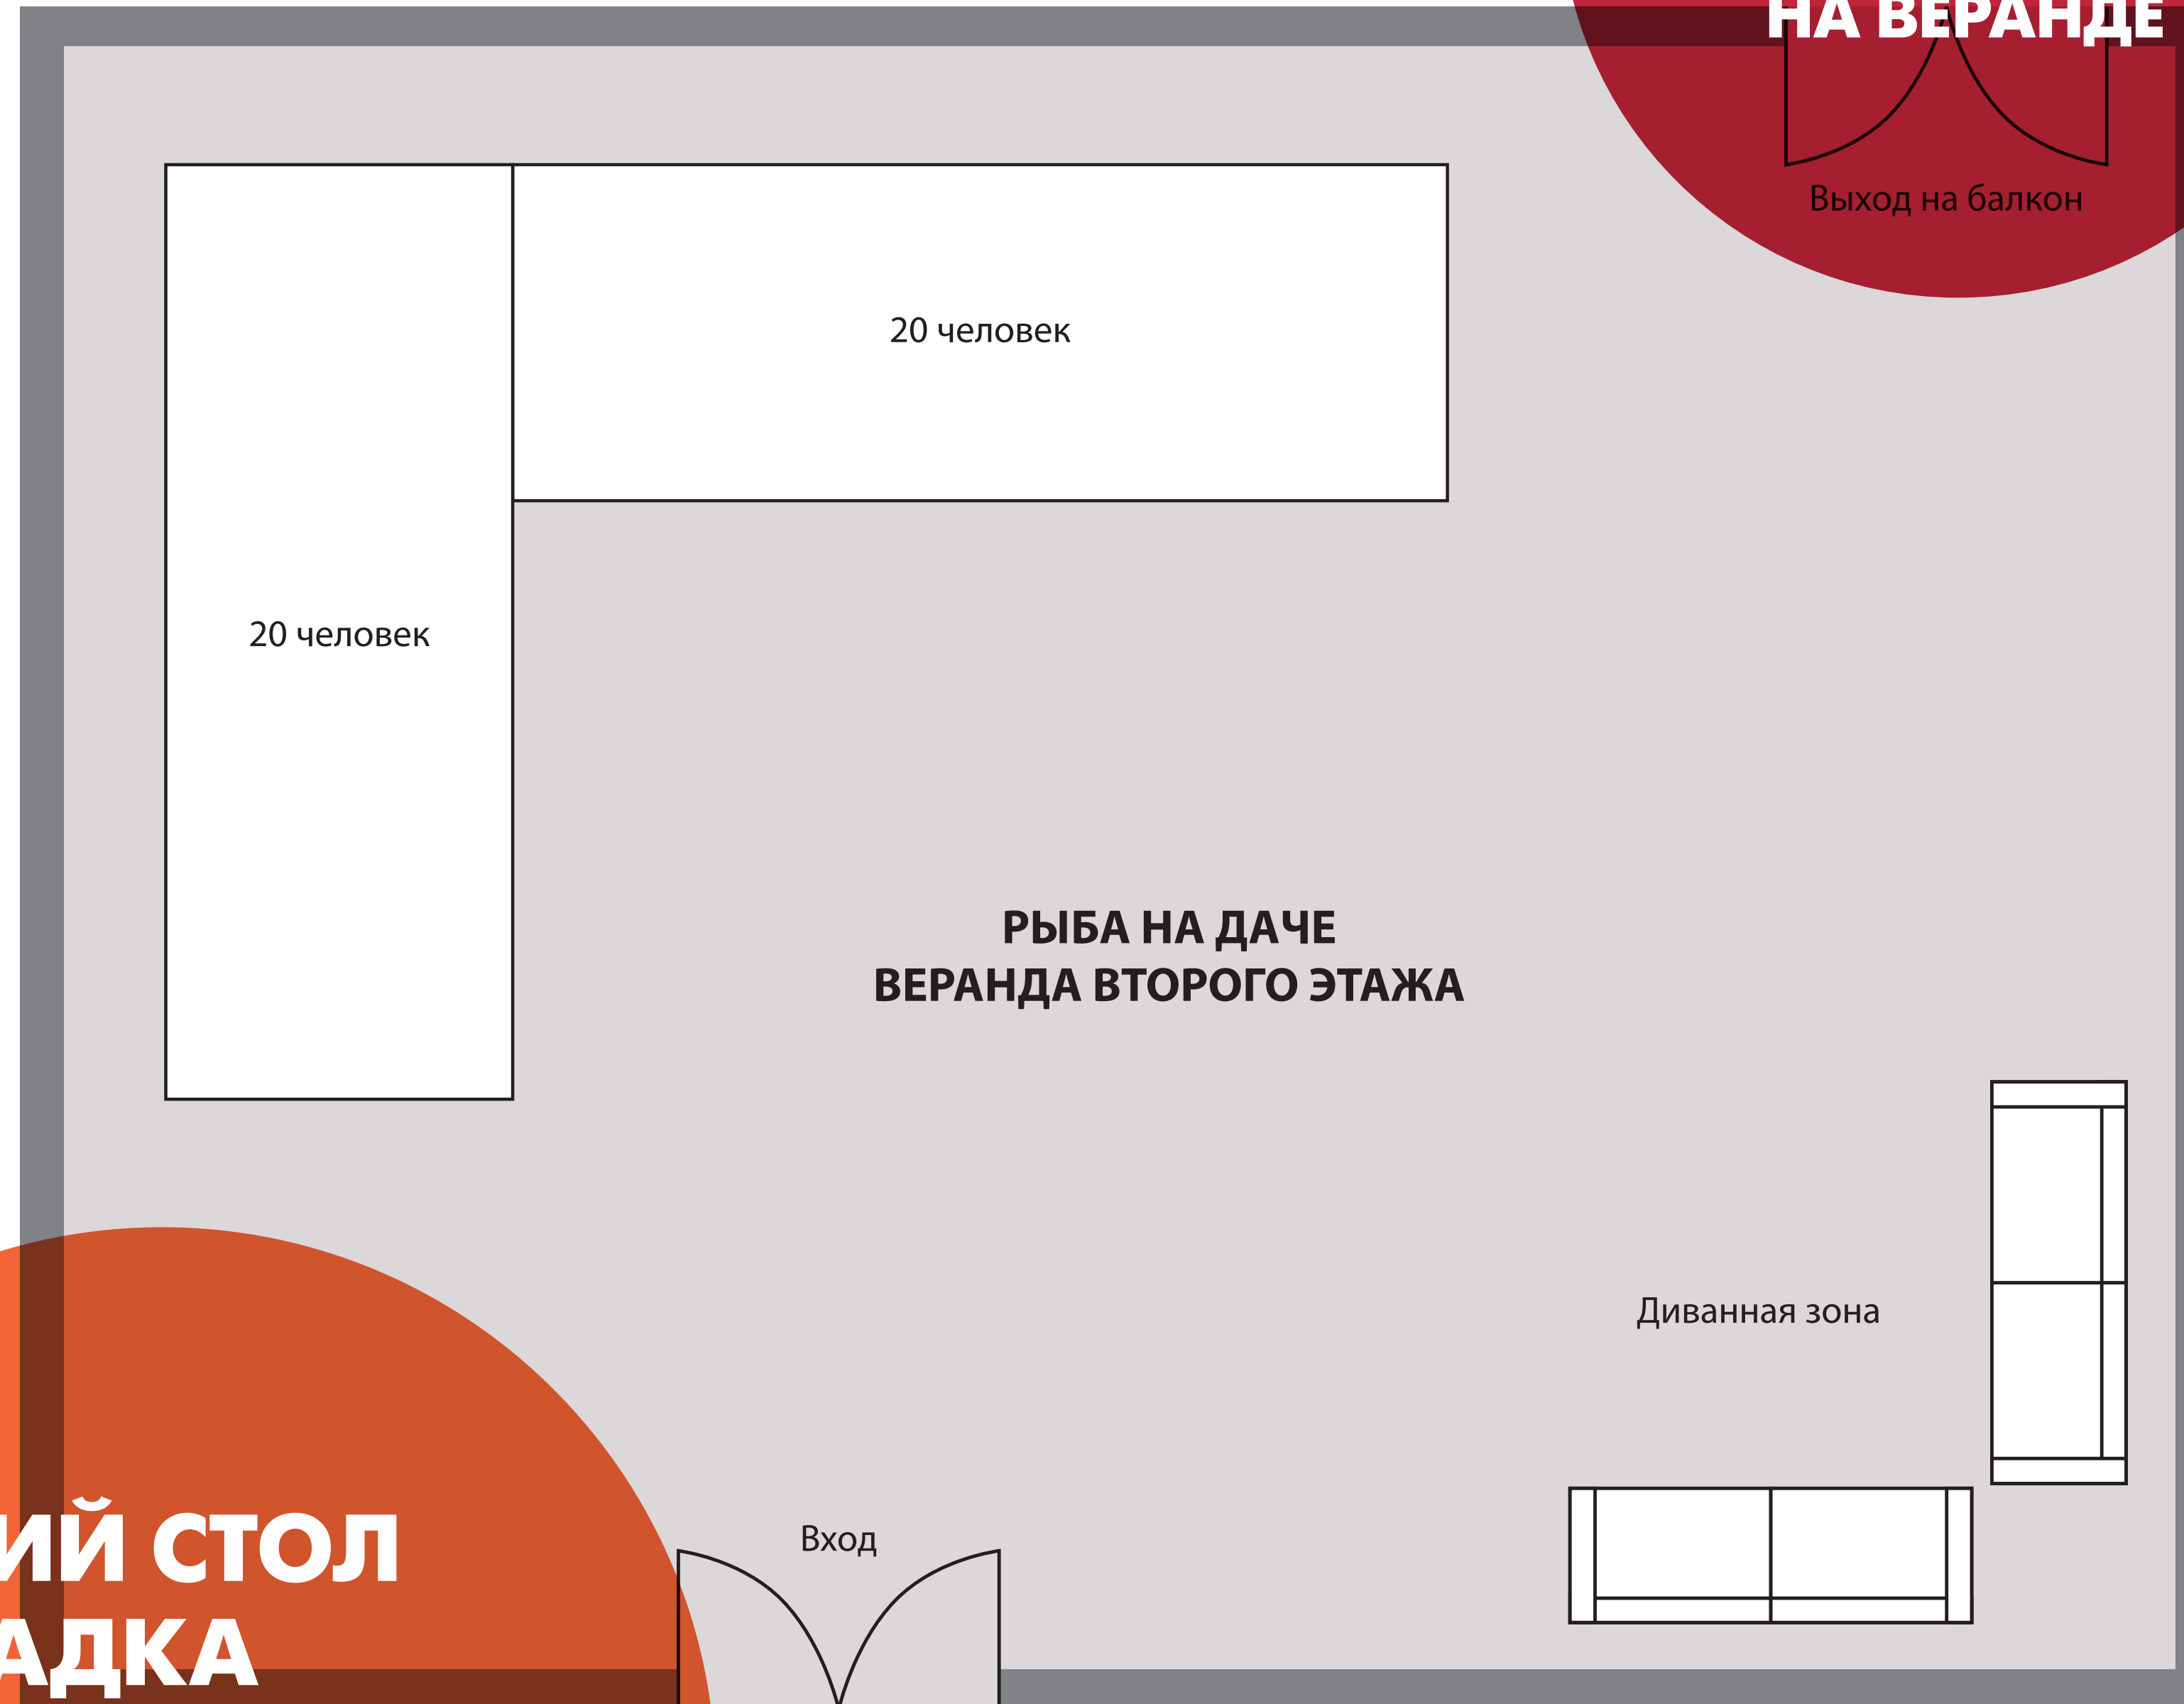 НА ВЕРАНДЕ
Выход на балкон
20 человек
20 человек
РЫБА НА ДАЧЕ
ВЕРАНДА ВТОРОГО ЭТАЖА
Диванная зона
Вход
ИЙ СТОЛ
АДКА